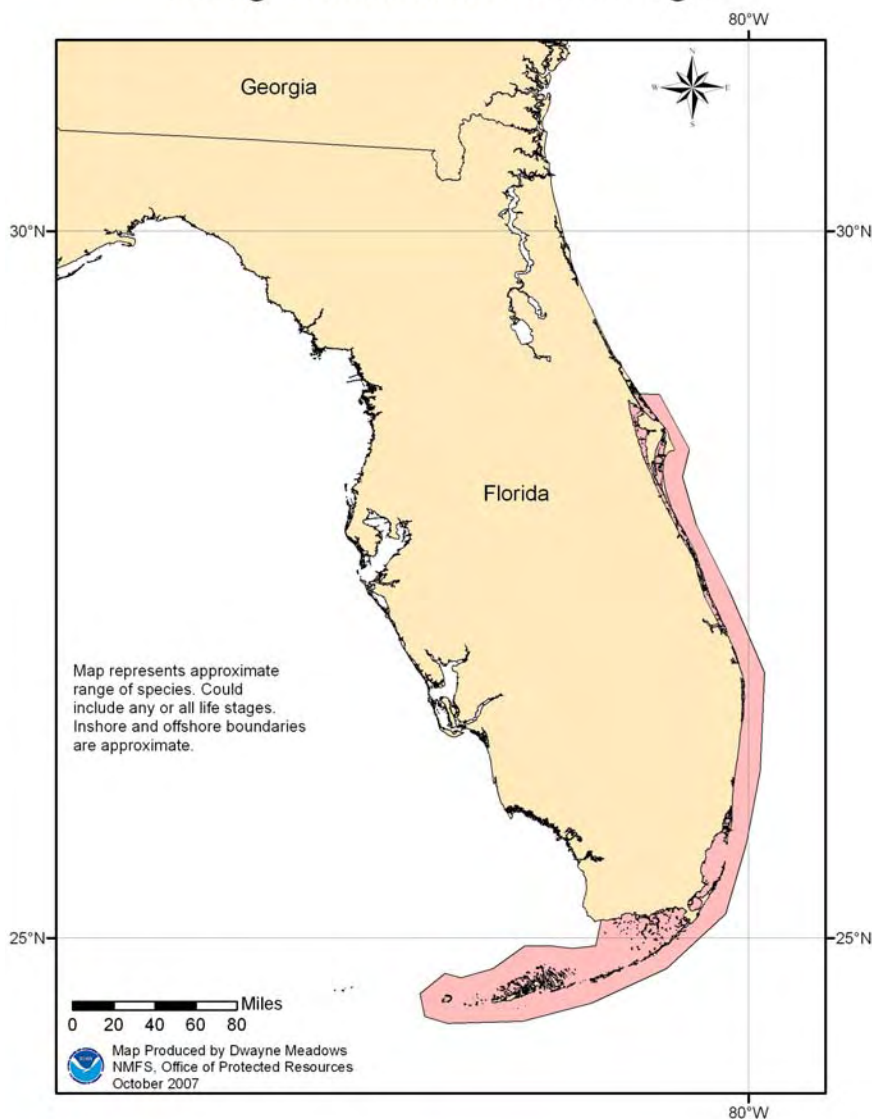 80°W
N
W E
S
Georgia
30°N 30°N
Florida
Map represents approximate
range of species. Could
include any or all life stages.
Inshore and offshore boundaries
are approximate.
25°N 25°N
Miles
0 20 40 60 80
Map Produced by Dwayne Meadows
NMFS, Office of Protected Resources
October 2007
80°W